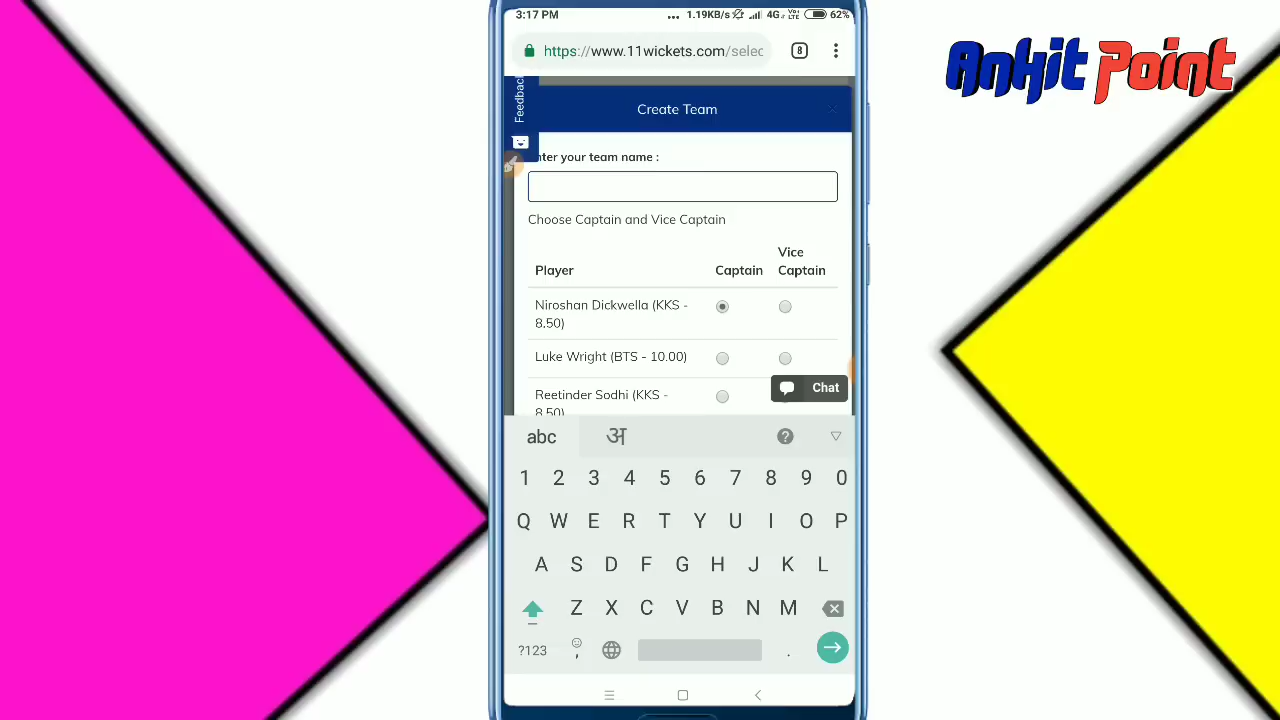 3:17 PM ... 1.19KB/s 4G Vo LTE 62%
Ankit Point
https://www.11wickets.com/selec 8
Feedback
Create Team ×
nter your team name :
Choose Captain and Vice Captain
Player Captain Vice Captain
Niroshan Dickwella (KKS -
8.50)
Luke Wright (BTS - 10.00)
Reetinder Sodhi (KKS -
8.50)
Chat
abc अ ?
1 2 3 4 5 6 7 8 9 0
Q W E R T Y U I O P
A S D F G H J K L
Z X C V B N M
?123 , .